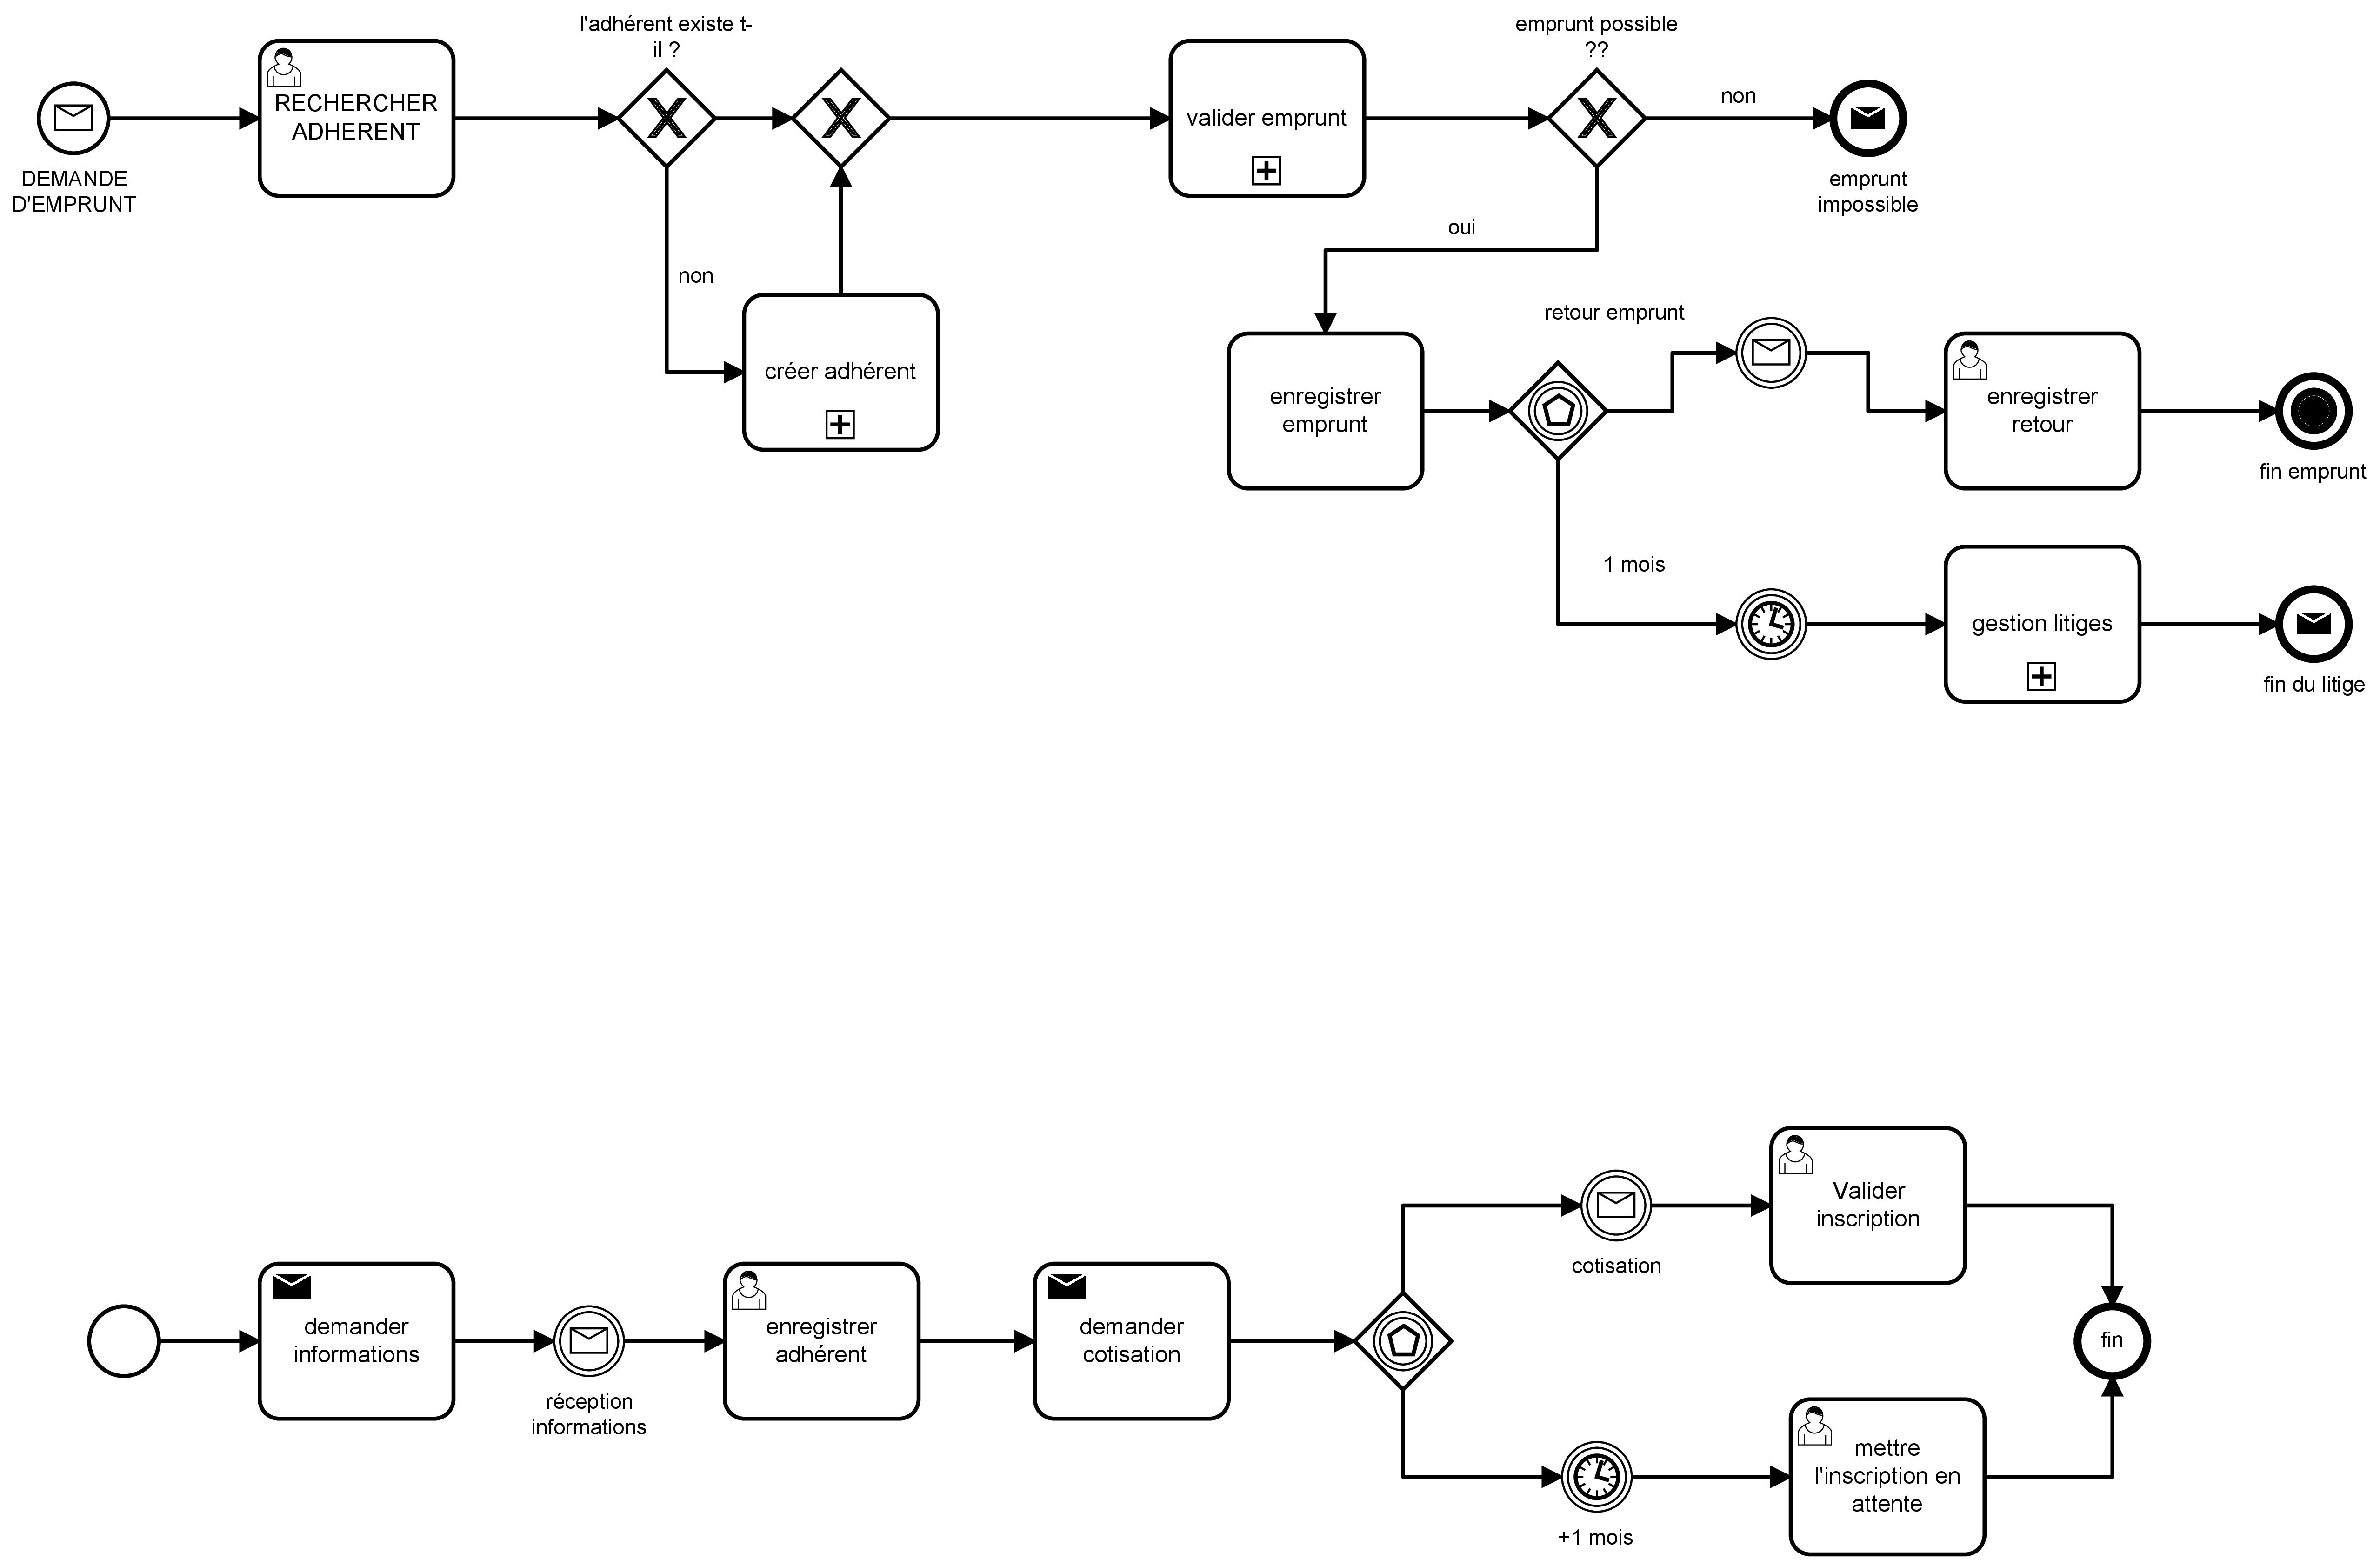 l'adhérent existe t-
il ?
emprunt possible
??
RECHERCHER
ADHERENT
valider emprunt
non
DEMANDE
D'EMPRUNT
emprunt
impossible
oui
non
retour emprunt
créer adhérent
enregistrer
emprunt
enregistrer
retour
fin emprunt
1 mois
gestion litiges
fin du litige
Valider
inscription
cotisation
demander
informations
réception
informations
enregistrer
adhérent
demander
cotisation
fin
mettre
l'inscription en
attente
+1 mois